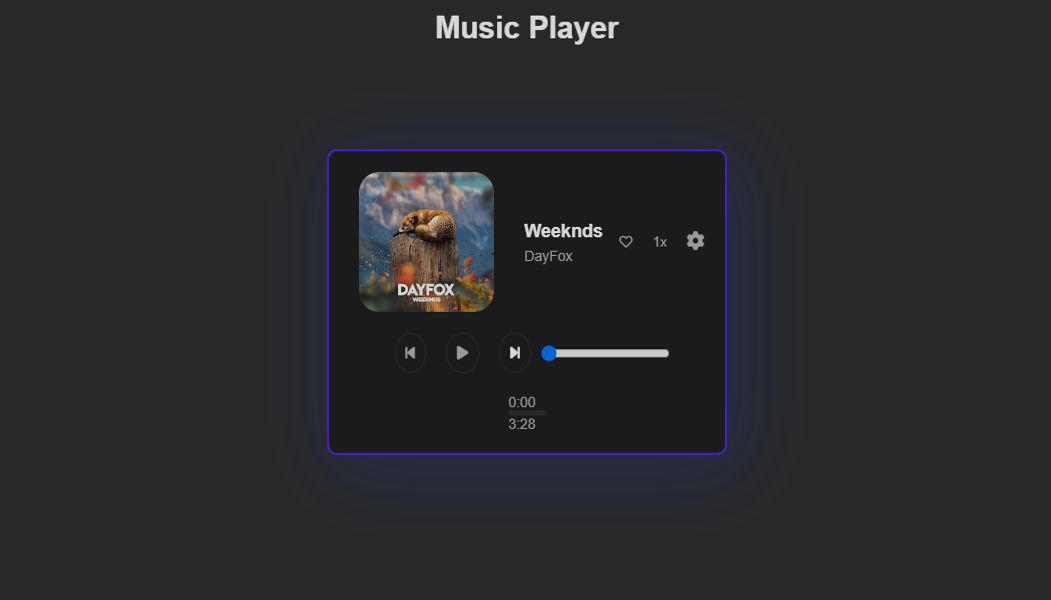 Music Player
DAYFOX
WEEKNDS
Weeknds
DayFox
1x
0:00
3:28